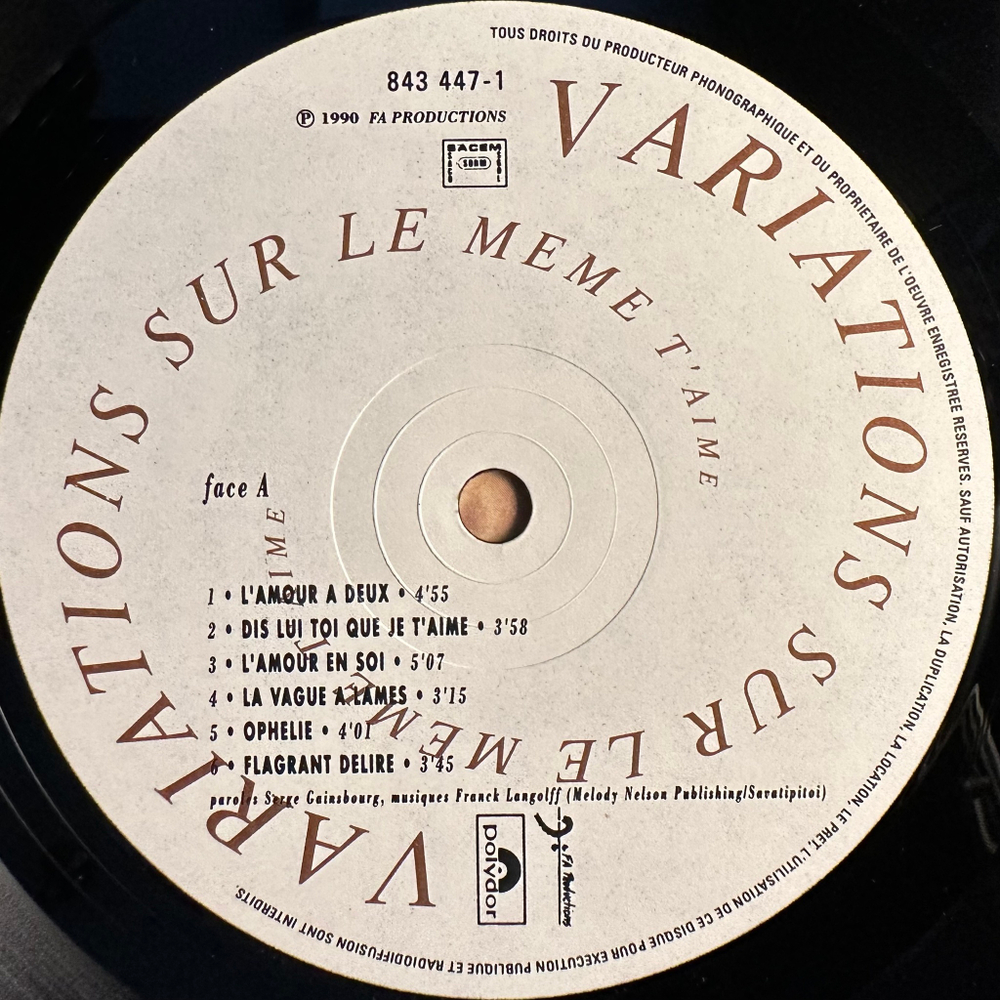 TOUS DROITS DU PRODUCTEUR PHONOGRAPHIQUE ET DU PROPRIETAIRE DE L'OEUVRE ENREGISTREE RESERVES. SAUF AUTORISATION, LA DUPLICATION, LA LOCATION, LE PRET, L'UTILISATION DE CE DISQUE POUR EXECUTION PUBLIQUE ET RADIODIFFUSION SONT INTERDITS.
843 447-1
℗ 1990 FA PRODUCTIONS
SACEM
SACD SDRM SGDL
VARIATIONS SUR LE MEME T'AIME
VARIATIONS SUR LE MEME T'AIME
face A
1 • L'AMOUR A DEUX • 4'55
2 • DIS LUI TOI QUE JE T'AIME • 3'58
3 • L'AMOUR EN SOI • 5'07
4 • LA VAGUE A LAMES • 3'15
5 • OPHELIE • 4'01
6 • FLAGRANT DELIRE • 3'45
paroles Serge Gainsbourg, musiques Franck Langolff (Melody Nelson Publishing/Savatipitoi)
polydor
FA Productions